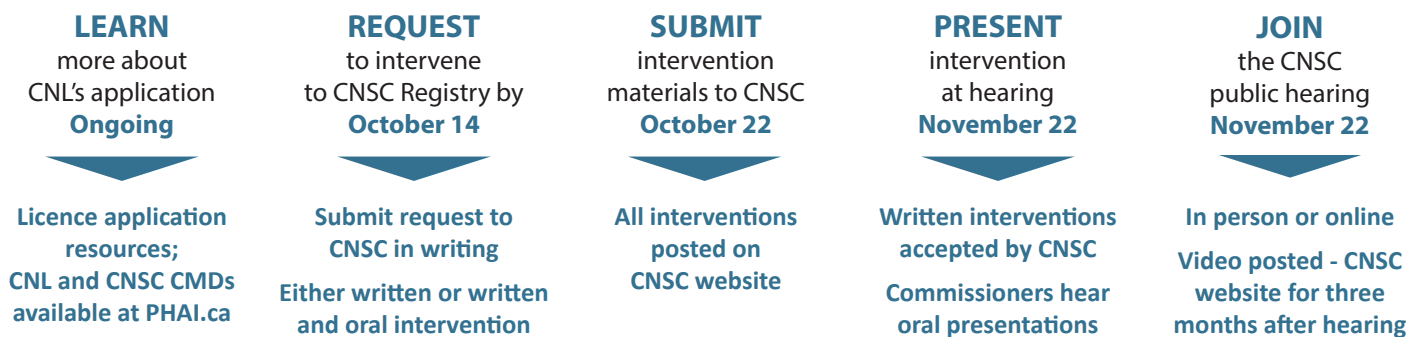 LEARN
more about
CNL's application
Ongoing
Licence application
resources;
CNL and CNSC CMDs
available at PHAI.ca
REQUEST
to intervene
to CNSC Registry by
October 14
Submit request to
CNSC in writing
Either written or written
and oral intervention
SUBMIT
intervention
materials to CNSC
October 22
All interventions
posted on
CNSC website
PRESENT
intervention
at hearing
November 22
Written interventions
accepted by CNSC
Commissioners hear
oral presentations
JOIN
the CNSC
public hearing
November 22
In person or online
Video posted - CNSC
website for three
months after hearing